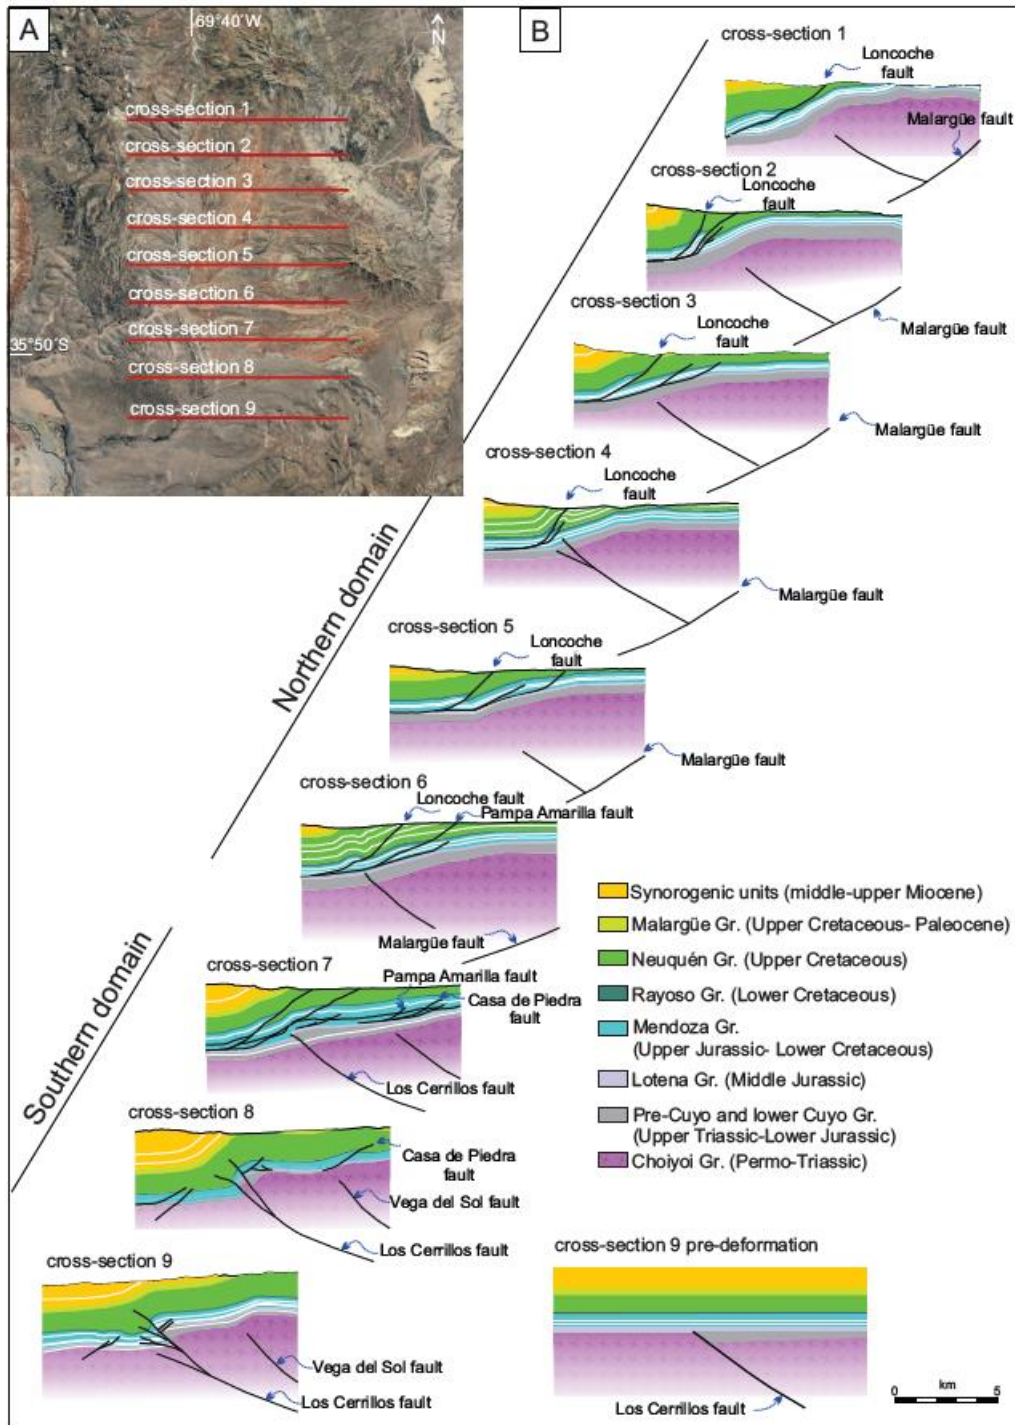 A
69°40´W
N
cross-section 1
cross-section 2
cross-section 3
cross-section 4
cross-section 5
cross-section 6
cross-section 7
35°50´S
cross-section 8
cross-section 9
B
cross-section 1
Loncoche
fault
Malargüe fault
cross-section 2
Loncoche
fault
Malargüe fault
cross-section 3
Loncoche
fault
Malargüe fault
cross-section 4
Loncoche
fault
Malargüe fault
Northern domain
cross-section 5
Loncoche
fault
Malargüe fault
cross-section 6
Loncoche fault
Pampa Amarilla fault
Malargüe fault
Southern domain
cross-section 7
Pampa Amarilla fault
Casa de Piedra
fault
Los Cerrillos fault
cross-section 8
Casa de Piedra
fault
Vega del Sol fault
Los Cerrillos fault
cross-section 9
Vega del Sol fault
Los Cerrillos fault
Synorogenic units (middle-upper Miocene)
Malargüe Gr. (Upper Cretaceous- Paleocene)
Neuquén Gr. (Upper Cretaceous)
Rayoso Gr. (Lower Cretaceous)
Mendoza Gr.
(Upper Jurassic- Lower Cretaceous)
Lotena Gr. (Middle Jurassic)
Pre-Cuyo and lower Cuyo Gr.
(Upper Triassic-Lower Jurassic)
Choiyoi Gr. (Permo-Triassic)
cross-section 9 pre-deformation
Los Cerrillos fault
km
0 5